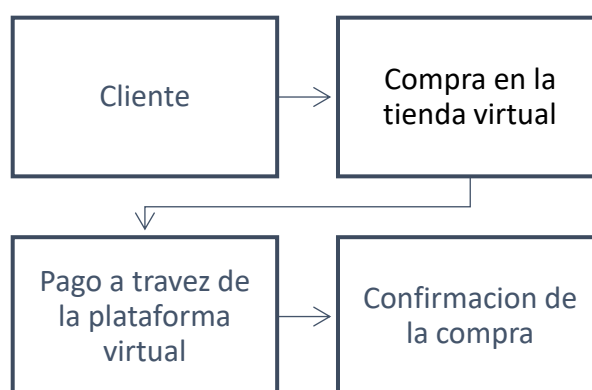 Cliente
Compra en la
tienda virtual
Pago a travez de
la plataforma
virtual
Confirmacion de
la compra